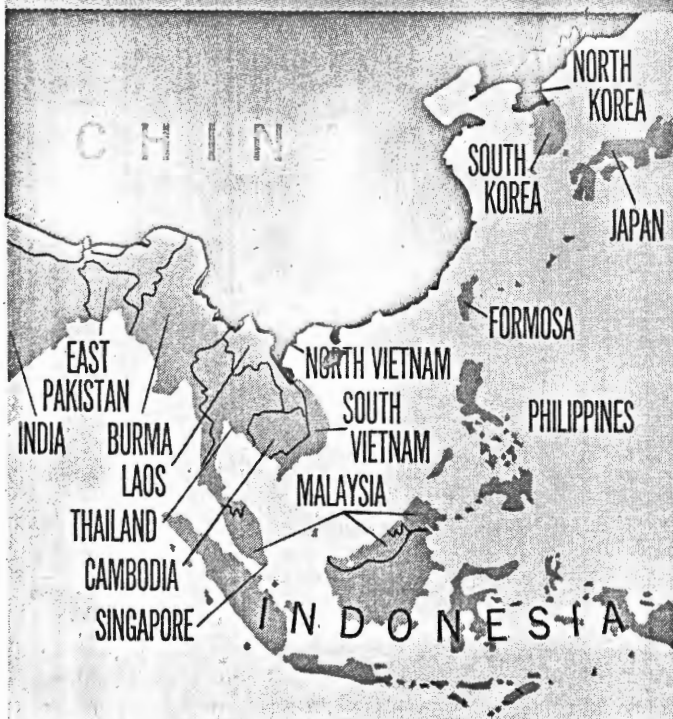 CHINA
NORTH
KOREA
SOUTH
KOREA
JAPAN
FORMOSA
EAST
PAKISTAN
NORTH VIETNAM
INDIA
BURMA
SOUTH
VIETNAM
PHILIPPINES
LAOS
MALAYSIA
THAILAND
CAMBODIA
SINGAPORE
INDONESIA